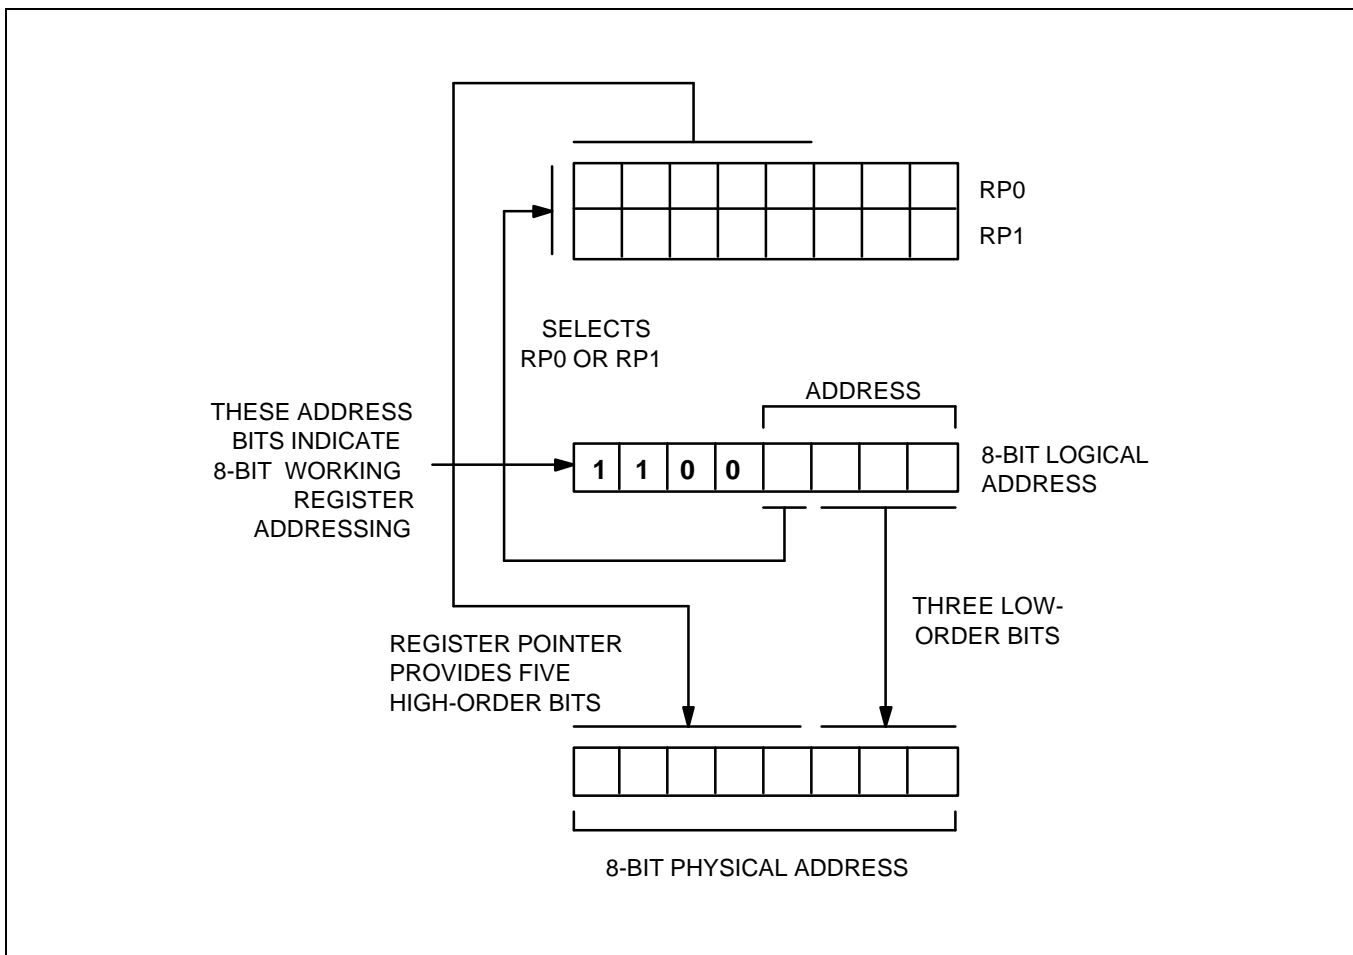 RP0
RP1
SELECTS
RP0 OR RP1
ADDRESS
THESE ADDRESS
BITS INDICATE
8-BIT WORKING
REGISTER
ADDRESSING
1 1 0 0
8-BIT LOGICAL
ADDRESS
THREE LOW-
ORDER BITS
REGISTER POINTER
PROVIDES FIVE
HIGH-ORDER BITS
8-BIT PHYSICAL ADDRESS